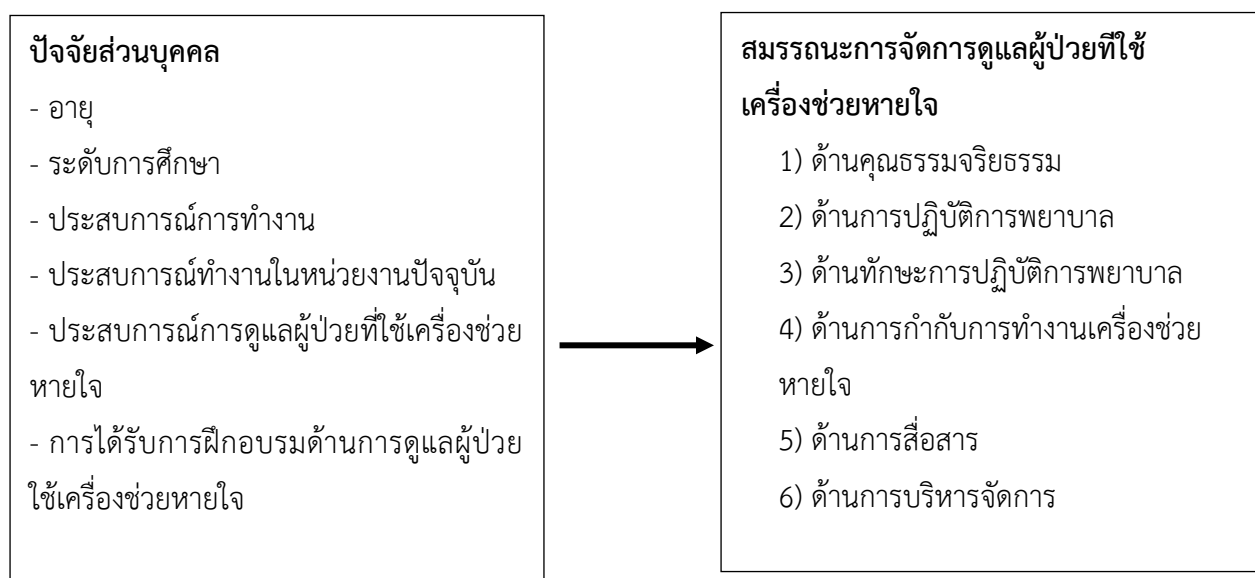 ปัจจัยส่วนบุคคล
- อายุ
- ระดับการศึกษา
- ประสบการณ์การทำงาน
- ประสบการณ์ทำงานในหน่วยงานปัจจุบัน
- ประสบการณ์การดูแลผู้ป่วยที่ใช้เครื่องช่วย
หายใจ
- การได้รับการฝึกอบรมด้านการดูแลผู้ป่วย
ใช้เครื่องช่วยหายใจ
สมรรถนะการจัดการดูแลผู้ป่วยที่ใช้
เครื่องช่วยหายใจ
1) ด้านคุณธรรมจริยธรรม
2) ด้านการปฏิบัติการพยาบาล
3) ด้านทักษะการปฏิบัติการพยาบาล
4) ด้านการกำกับการทำงานเครื่องช่วย
หายใจ
5) ด้านการสื่อสาร
6) ด้านการบริหารจัดการ